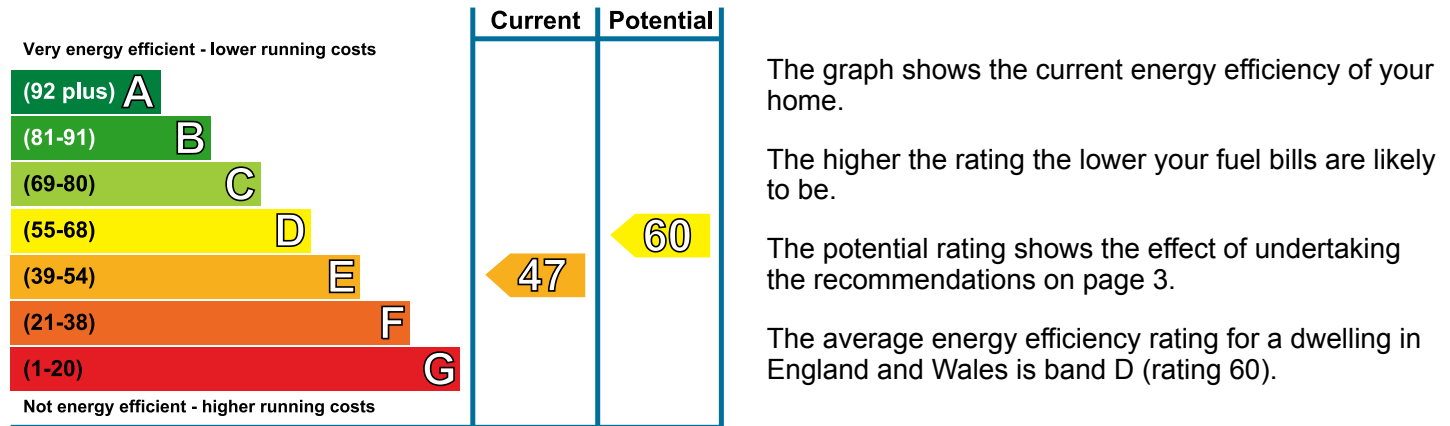 Current Potential
Very energy efficient - lower running costs
(92 plus) A
(81-91) B
(69-80) C
(55-68) D
60
(39-54) E
47
(21-38) F
(1-20) G
Not energy efficient - higher running costs
The graph shows the current energy efficiency of your
home.
The higher the rating the lower your fuel bills are likely
to be.
The potential rating shows the effect of undertaking
the recommendations on page 3.
The average energy efficiency rating for a dwelling in
England and Wales is band D (rating 60).